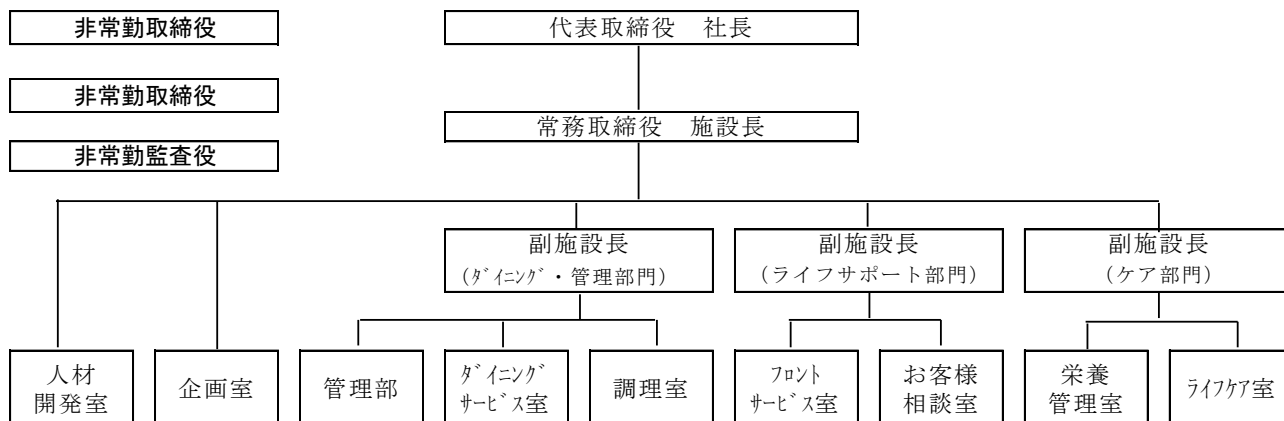 非常勤取締役
代表取締役　社長
非常勤取締役
常務取締役　施設長
非常勤監査役
副施設長
(ﾀﾞｲﾆﾝｸﾞ・管理部門)
副施設長
(ライフサポート部門)
副施設長
(ケア部門)
人材
開発室
企画室
管理部
ﾀﾞｲﾆﾝｸﾞ
ｻｰﾋﾞｽ室
調理室
ﾌﾛﾝﾄ
ｻｰﾋﾞｽ室
お客様
相談室
栄養
管理室
ﾗｲﾌｹｱ室